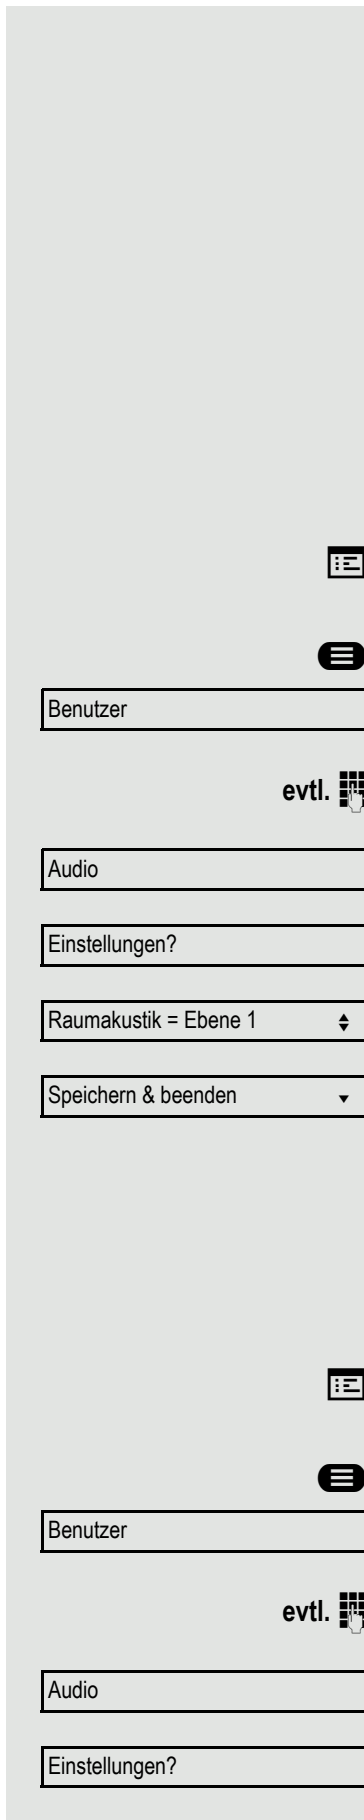 Benutzer
evtl.
Audio
Einstellungen?
Raumakustik = Ebene 1
Speichern & beenden
Benutzer
evtl.
Audio
Einstellungen?